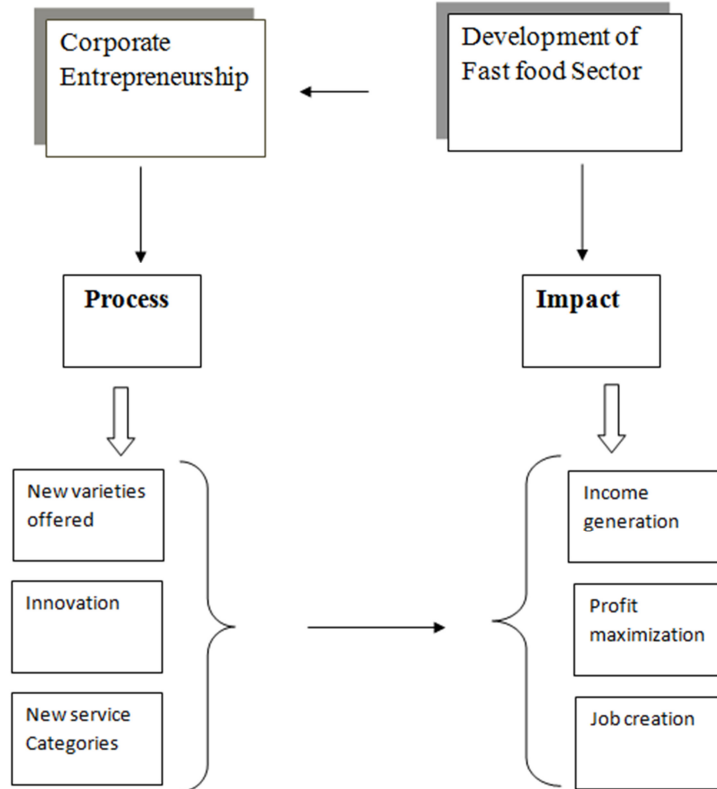 Corporate
Entrepreneurship
Development of
Fast food Sector
Process
Impact
New varieties
offered
Innovation
New service
Categories
Income
generation
Profit
maximization
Job creation